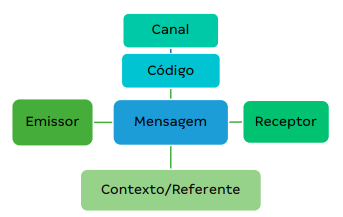 Canal
Código
Emissor
Mensagem
Receptor
Contexto/Referente